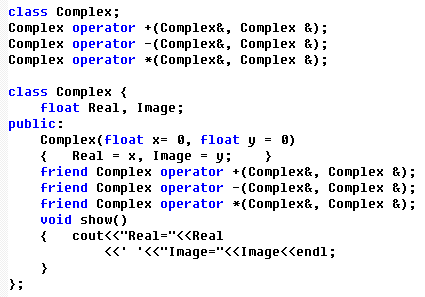 class Complex;
Complex operator +(Complex&, Complex &);
Complex operator -(Complex&, Complex &);
Complex operator *(Complex&, Complex &);
class Complex {
float Real, Image;
public:
Complex(float x= 0, float y = 0)
{ Real = x, Image = y; }
friend Complex operator +(Complex&, Complex &);
friend Complex operator -(Complex&, Complex &);
friend Complex operator *(Complex&, Complex &);
void show()
{ cout<<"Real="<<Real
<<' '<<"Image="<<Image<<endl;
}
};